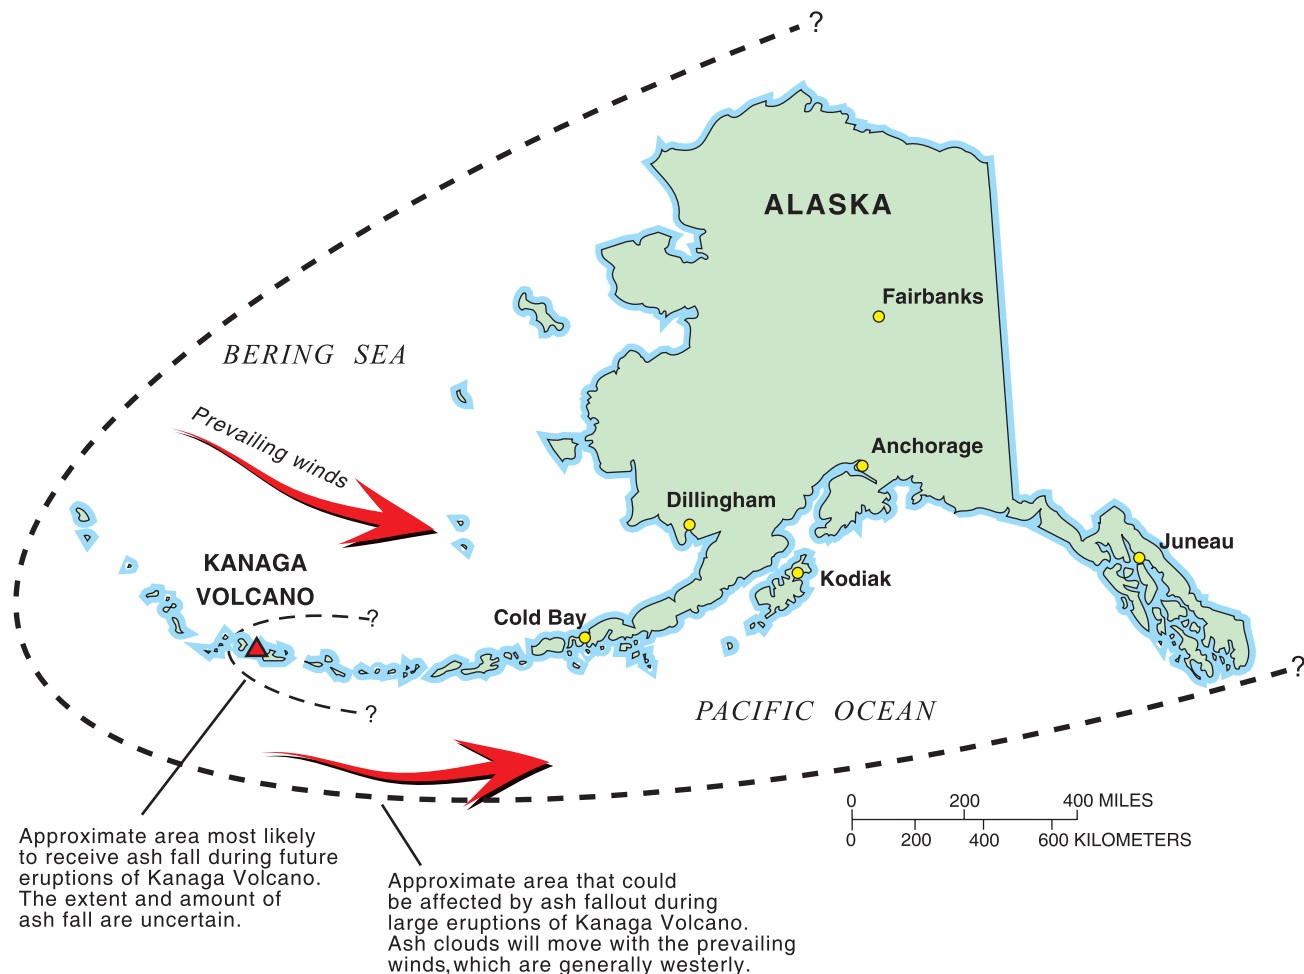 ?
ALASKA
Fairbanks
BERING SEA
Prevailing winds
Anchorage
Dillingham
Juneau
KANAGA
VOLCANO
Kodiak
?
Cold Bay
?
PACIFIC OCEAN
?
0 200 400 MILES
0 200 400 600 KILOMETERS
Approximate area most likely
to receive ash fall during future
eruptions of Kanaga Volcano.
The extent and amount of
ash fall are uncertain.
Approximate area that could
be affected by ash fallout during
large eruptions of Kanaga Volcano.
Ash clouds will move with the prevailing
winds, which are generally westerly.